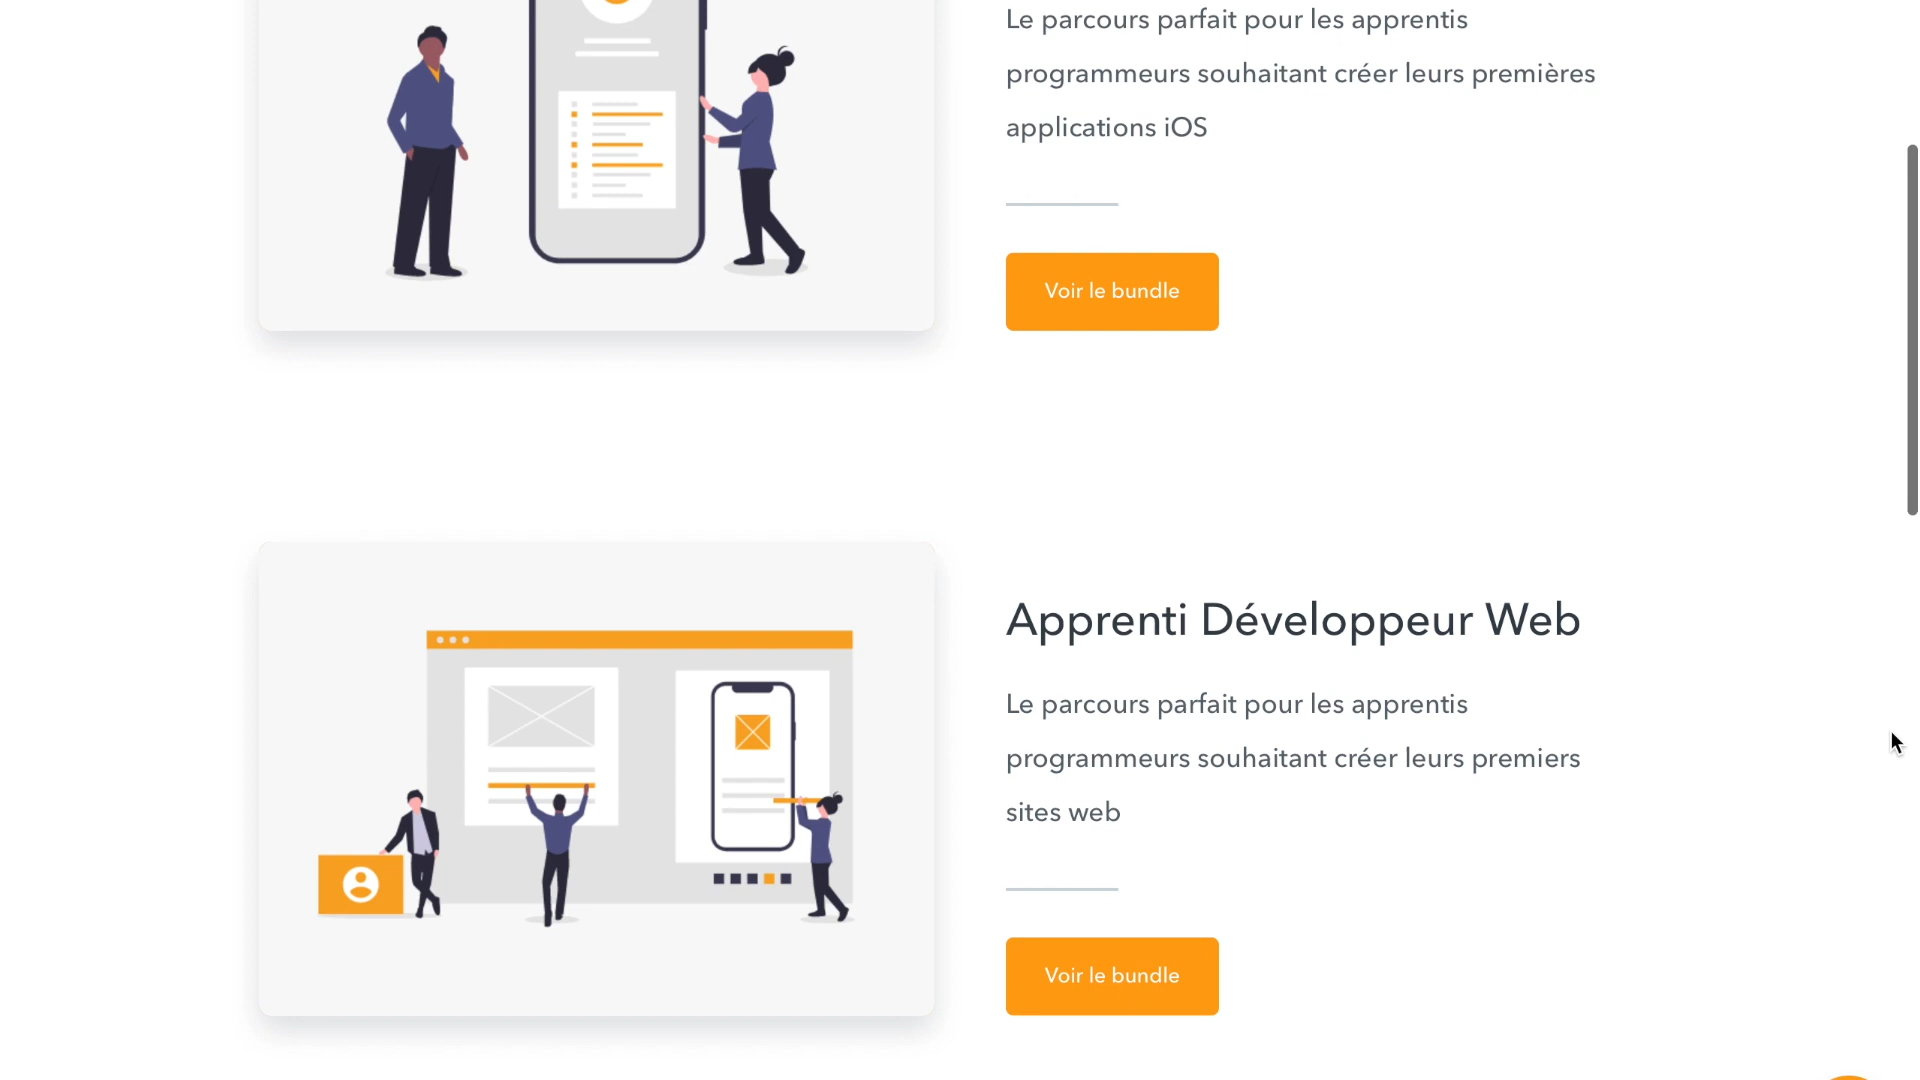 Le parcours parfait pour les apprentis
programmeurs souhaitant créer leurs premières
applications iOS
Voir le bundle
Apprenti Développeur Web
Le parcours parfait pour les apprentis
programmeurs souhaitant créer leurs premiers
sites web
Voir le bundle